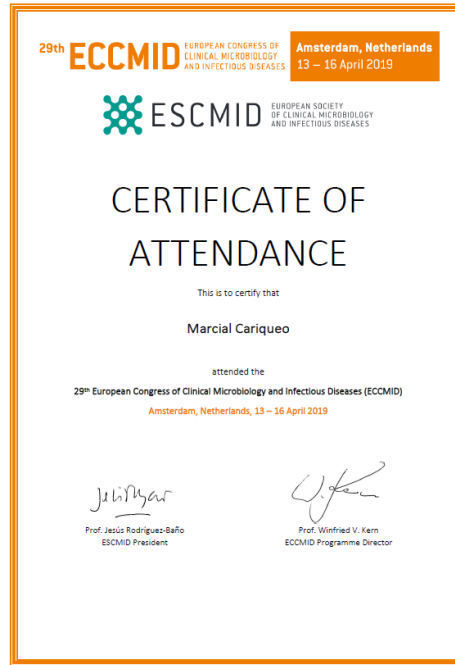 29th ECCMID EUROPEAN CONGRESS OF
CLINICAL MICROBIOLOGY
AND INFECTIOUS DISEASES
Amsterdam, Netherlands
13 – 16 April 2019
ESCMID EUROPEAN SOCIETY
OF CLINICAL MICROBIOLOGY
AND INFECTIOUS DISEASES
CERTIFICATE OF
ATTENDANCE
This is to certify that
Marcial Cariqueo
attended the
29th European Congress of Clinical Microbiology and Infectious Diseases (ECCMID)
Amsterdam, Netherlands, 13 – 16 April 2019
Prof. Jesús Rodríguez-Baño
ESCMID President
Prof. Winfried V. Kern
ECCMID Programme Director